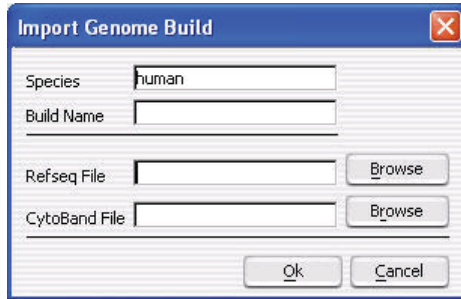 Import Genome Build
Species human
Build Name
Refseq File Browse
CytoBand File Browse
Ok Cancel